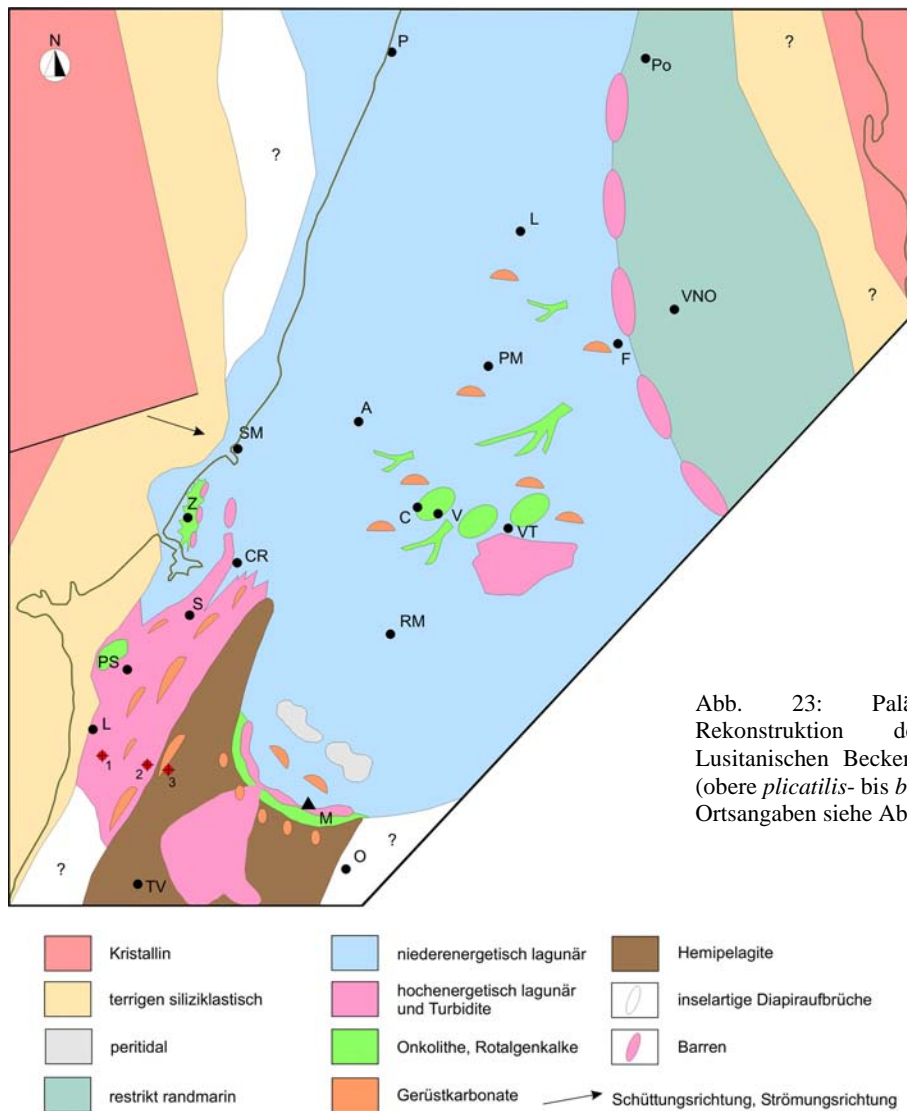 N
P
?
Po
?
L
VNO
?
F
PM
A
SM
Z
C
V
VT
CR
S
RM
PS
L
1
2
3
M
?
?
O
TV
Abb. 23: Palä
Rekonstruktion de
Lusitanischen Becken
(obere plicatilis- bis b
Ortsangaben siehe Ab
Kristallin
terrigen siliziklastisch
peritidal
restrikt randmarin
niederenergetisch lagunär
hochenergetisch lagunär
und Turbidite
Onkolithe, Rotalgenkalke
Gerüstkarbonate
Hemipelagite
inselartige Diapiraufbrüche
Barren
Schüttungsrichtung, Strömungsrichtung